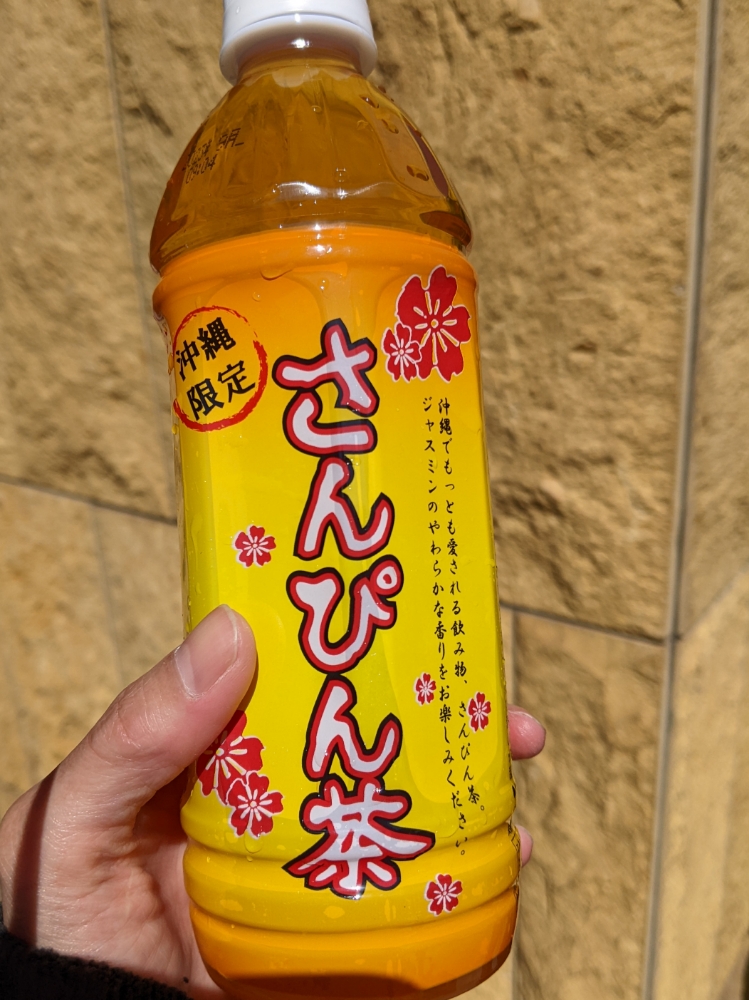 沖縄
限定
さんぴん茶
沖縄でもっとも愛される飲み物、さんぴん茶。
ジャスミンのやわらかな香りをお楽しみください。